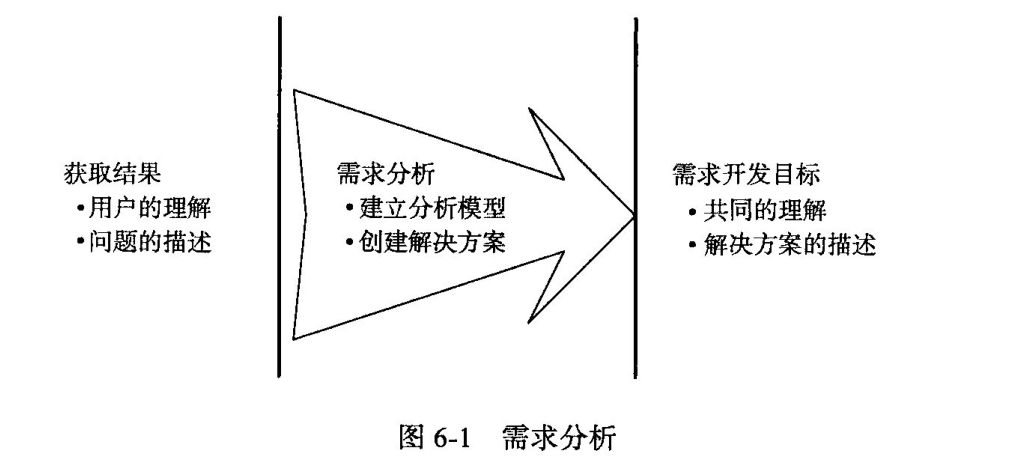 获取结果
•用户的理解
•问题的描述
需求分析
•建立分析模型
•创建解决方案
需求开发目标
•共同的理解
•解决方案的描述
图 6-1 需求分析